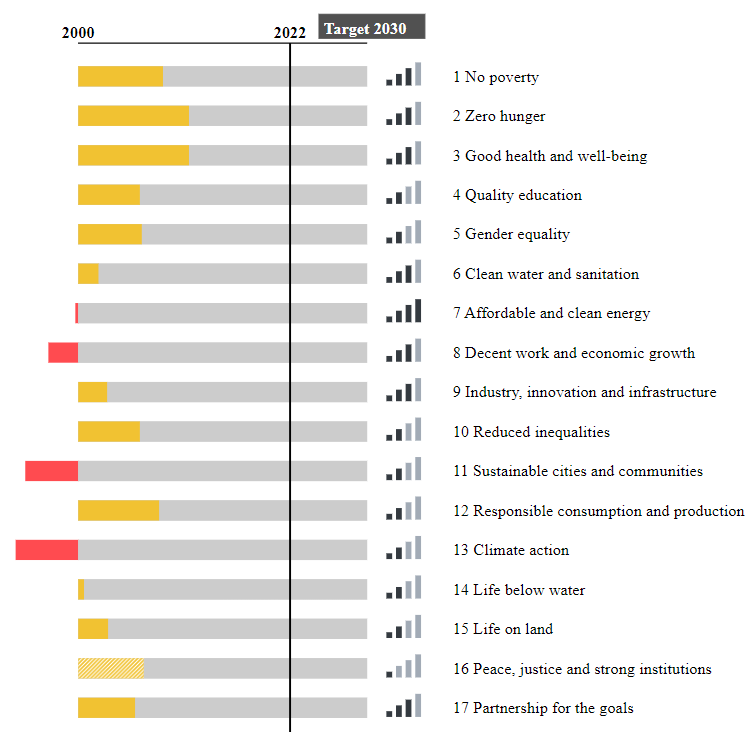 2000
2022
Target 2030
1 No poverty
2 Zero hunger
3 Good health and well-being
4 Quality education
5 Gender equality
6 Clean water and sanitation
7 Affordable and clean energy
8 Decent work and economic growth
9 Industry, innovation and infrastructure
10 Reduced inequalities
11 Sustainable cities and communities
12 Responsible consumption and production
13 Climate action
14 Life below water
15 Life on land
16 Peace, justice and strong institutions
17 Partnership for the goals